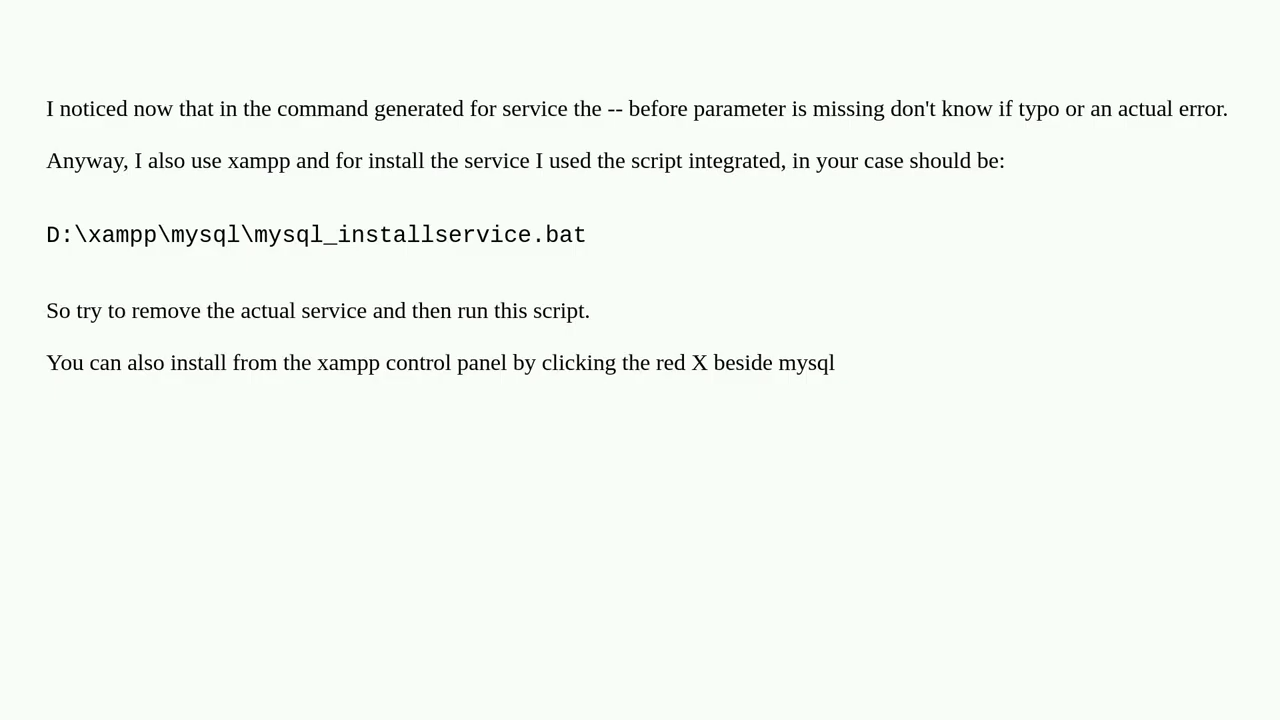 I noticed now that in the command generated for service the -- before parameter is missing don't know if typo or an actual error.
Anyway, I also use xampp and for install the service I used the script integrated, in your case should be:
D:\xampp\mysql\mysql_installservice.bat
So try to remove the actual service and then run this script.
You can also install from the xampp control panel by clicking the red X beside mysql